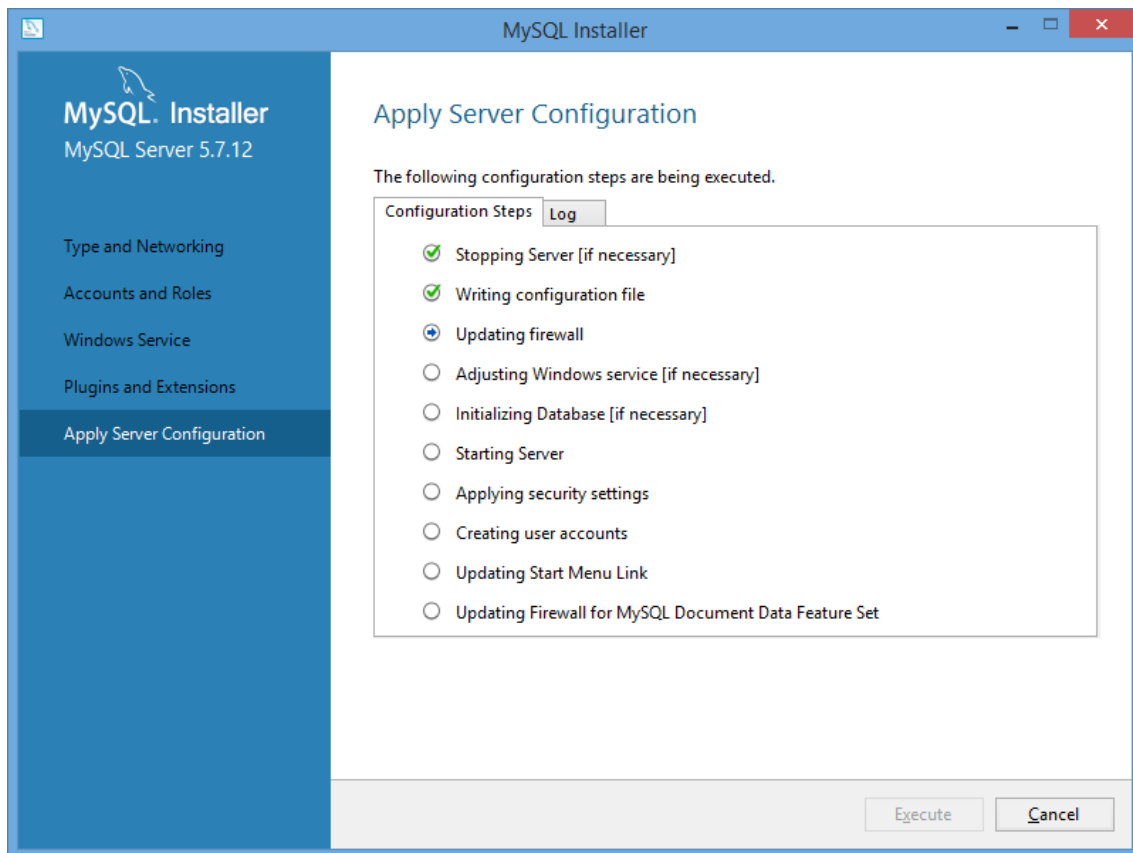 MySQL Installer
MySQL. Installer
MySQL Server 5.7.12
Type and Networking
Accounts and Roles
Windows Service
Plugins and Extensions
Apply Server Configuration
Apply Server Configuration
The following configuration steps are being executed.
Configuration Steps Log
Stopping Server [if necessary]
Writing configuration file
Updating firewall
Adjusting Windows service [if necessary]
Initializing Database [if necessary]
Starting Server
Applying security settings
Creating user accounts
Updating Start Menu Link
Updating Firewall for MySQL Document Data Feature Set
Execute Cancel